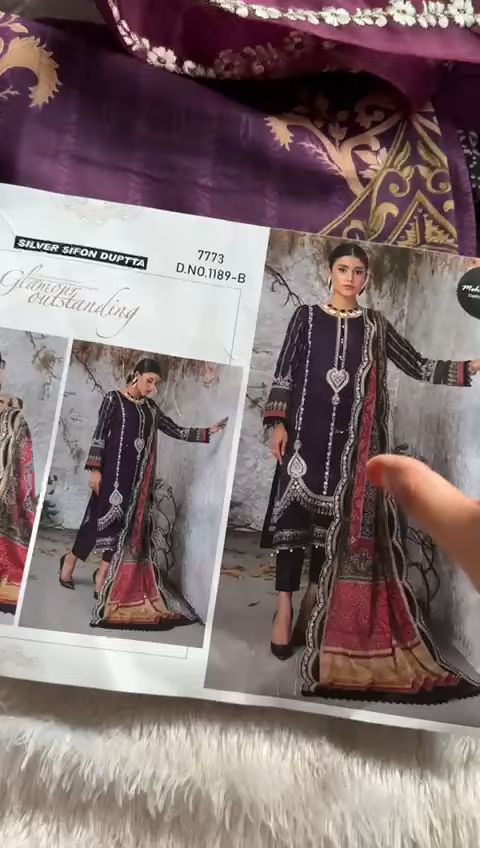 SILVER SIFON DUPTTA
7773
D.NO.1189-B
Glamour
outstanding